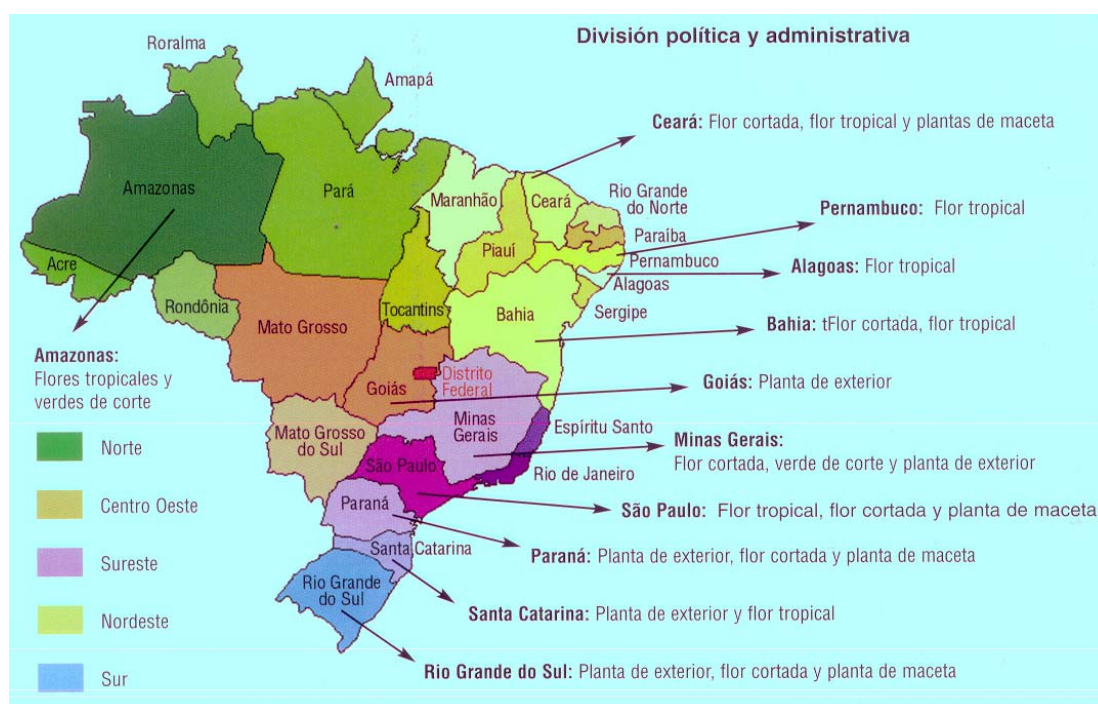 División política y administrativa
Roralma
Amapá
Ceará: Flor cortada, flor tropical y plantas de maceta
Amazonas
Pará
Maranhão
Ceará
Rio Grande
do Norte
Pernambuco: Flor tropical
Piauí
Paraíba
Pernambuco
Acre
Alagoas: Flor tropical
Alagoas
Rondônia
Tocantins
Bahia
Sergipe
Mato Grosso
Bahia: tFlor cortada, flor tropical
Amazonas:
Flores tropicales y
verdes de corte
Goiás
Distrito
Federal
Goiás: Planta de exterior
Minas
Gerais
Espíritu Santo
Mato Grosso
do Sul
Minas Gerais:
Flor cortada, verde de corte y planta de exterior
São Paulo
Rio de Janeiro
Norte
Paraná
São Paulo: Flor tropical, flor cortada y planta de maceta
Centro Oeste
Santa Catarina
Paraná: Planta de exterior, flor cortada y planta de maceta
Sureste
Rio Grande
do Sul
Santa Catarina: Planta de exterior y flor tropical
Nordeste
Rio Grande do Sul: Planta de exterior, flor cortada y planta de maceta
Sur